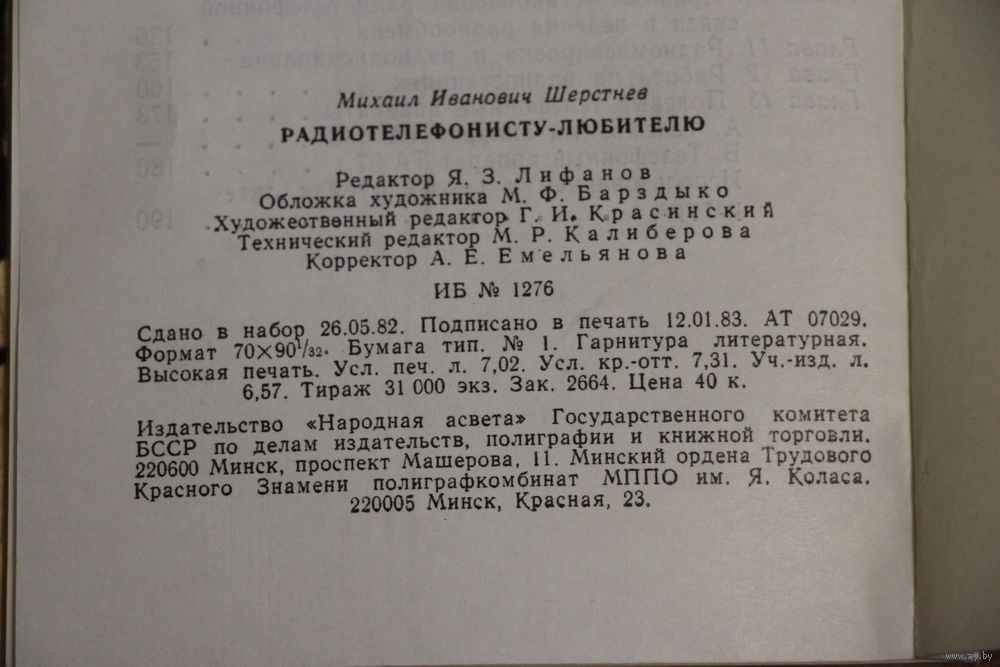 Михаил Иванович Шерстнев
РАДИОТЕЛЕФОНИСТУ-ЛЮБИТЕЛЮ
Редактор Я. З. Лифанов
Обложка художника М. Ф. Барздыко
Художественный редактор Г. И. Красинский
Технический редактор М. Р. Калиберова
Корректор А. Е. Емельянова
ИБ № 1276
Сдано в набор 26.05.82. Подписано в печать 12.01.83. АТ 07029.
Формат 70×90 1/32. Бумага тип. № 1. Гарнитура литературная.
Высокая печать. Усл. печ. л. 7,02. Усл. кр.-отт. 7,31. Уч.-изд. л.
6,57. Тираж 31 000 экз. Зак. 2664. Цена 40 к.
Издательство «Народная асвета» Государственного комитета
БССР по делам издательств, полиграфии и книжной торговли.
220600 Минск, проспект Машерова, 11. Минский ордена Трудового
Красного Знамени полиграфкомбинат МППО им. Я. Коласа.
220005 Минск, Красная, 23.
www.ay.by